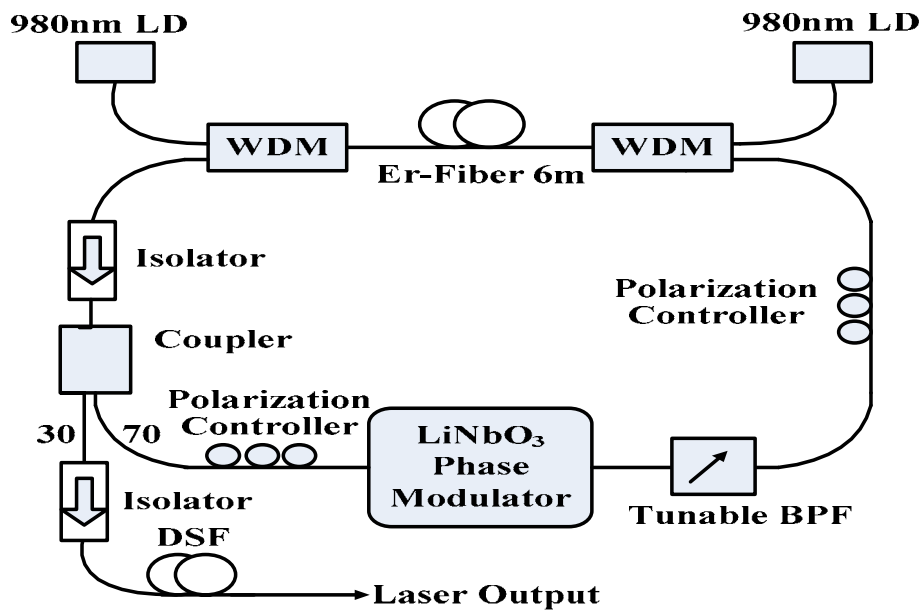 980nm LD
980nm LD
WDM
WDM
Er-Fiber 6m
Isolator
Polarization
Controller
Coupler
Polarization
Controller
30
70
LiNbO₃
Phase
Modulator
Isolator
Tunable BPF
DSF
Laser Output